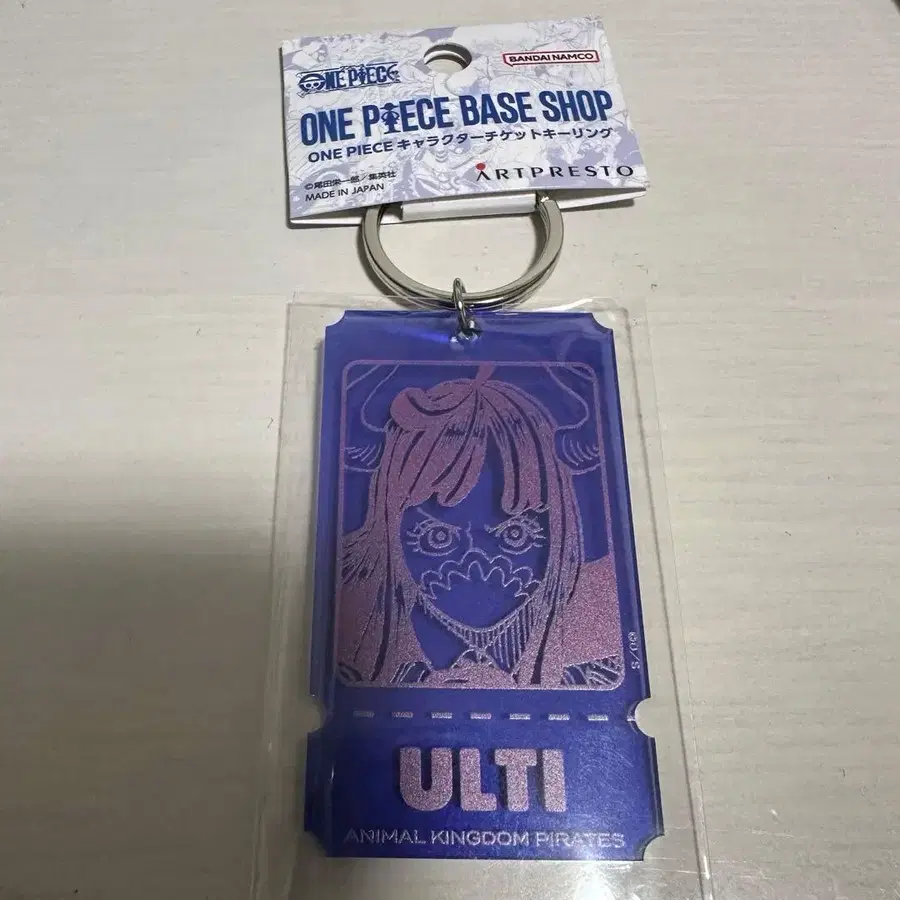 ONE PIECE
BANDAI NAMCO
ONE PIECE BASE SHOP
ONE PIECE キャラクターチケットキーリング
©尾田栄一郎／集英社
MADE IN JAPAN
ARTPRESTO
©O/S
ULTI
ANIMAL KINGDOM PIRATES